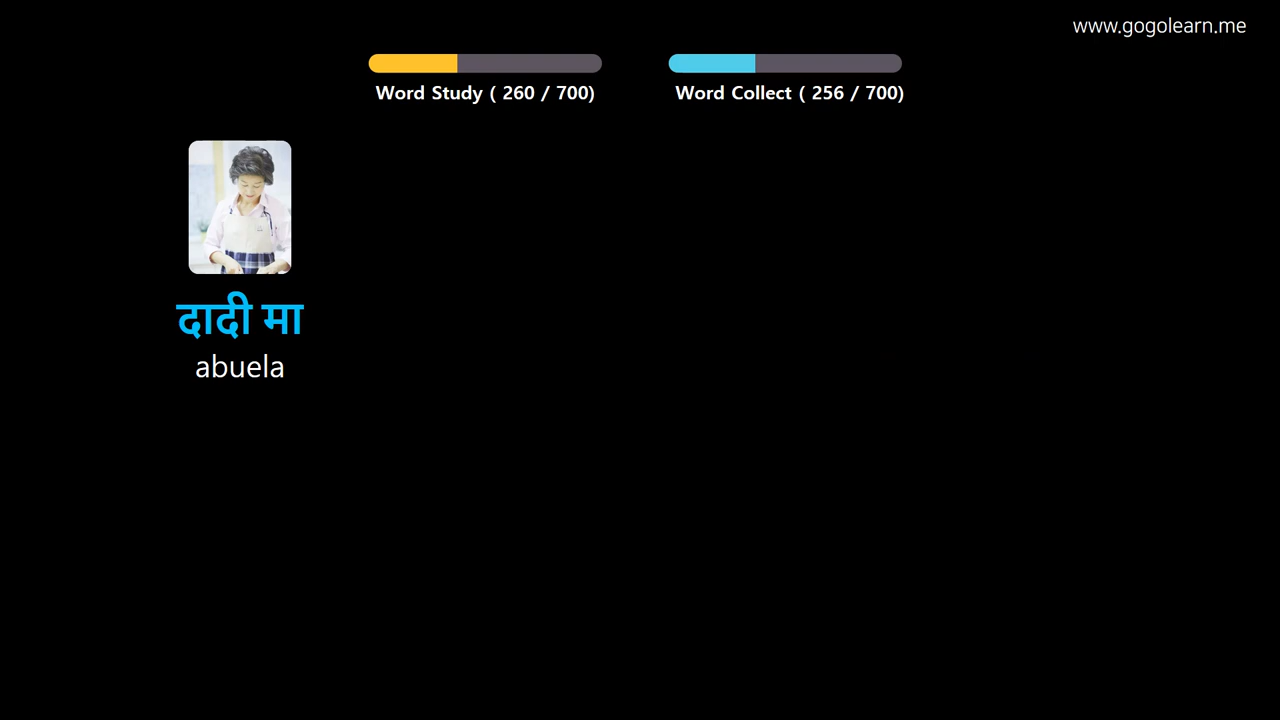 www.gogolearn.me
Word Study ( 260 / 700)
Word Collect ( 256 / 700)
दादी मा
abuela